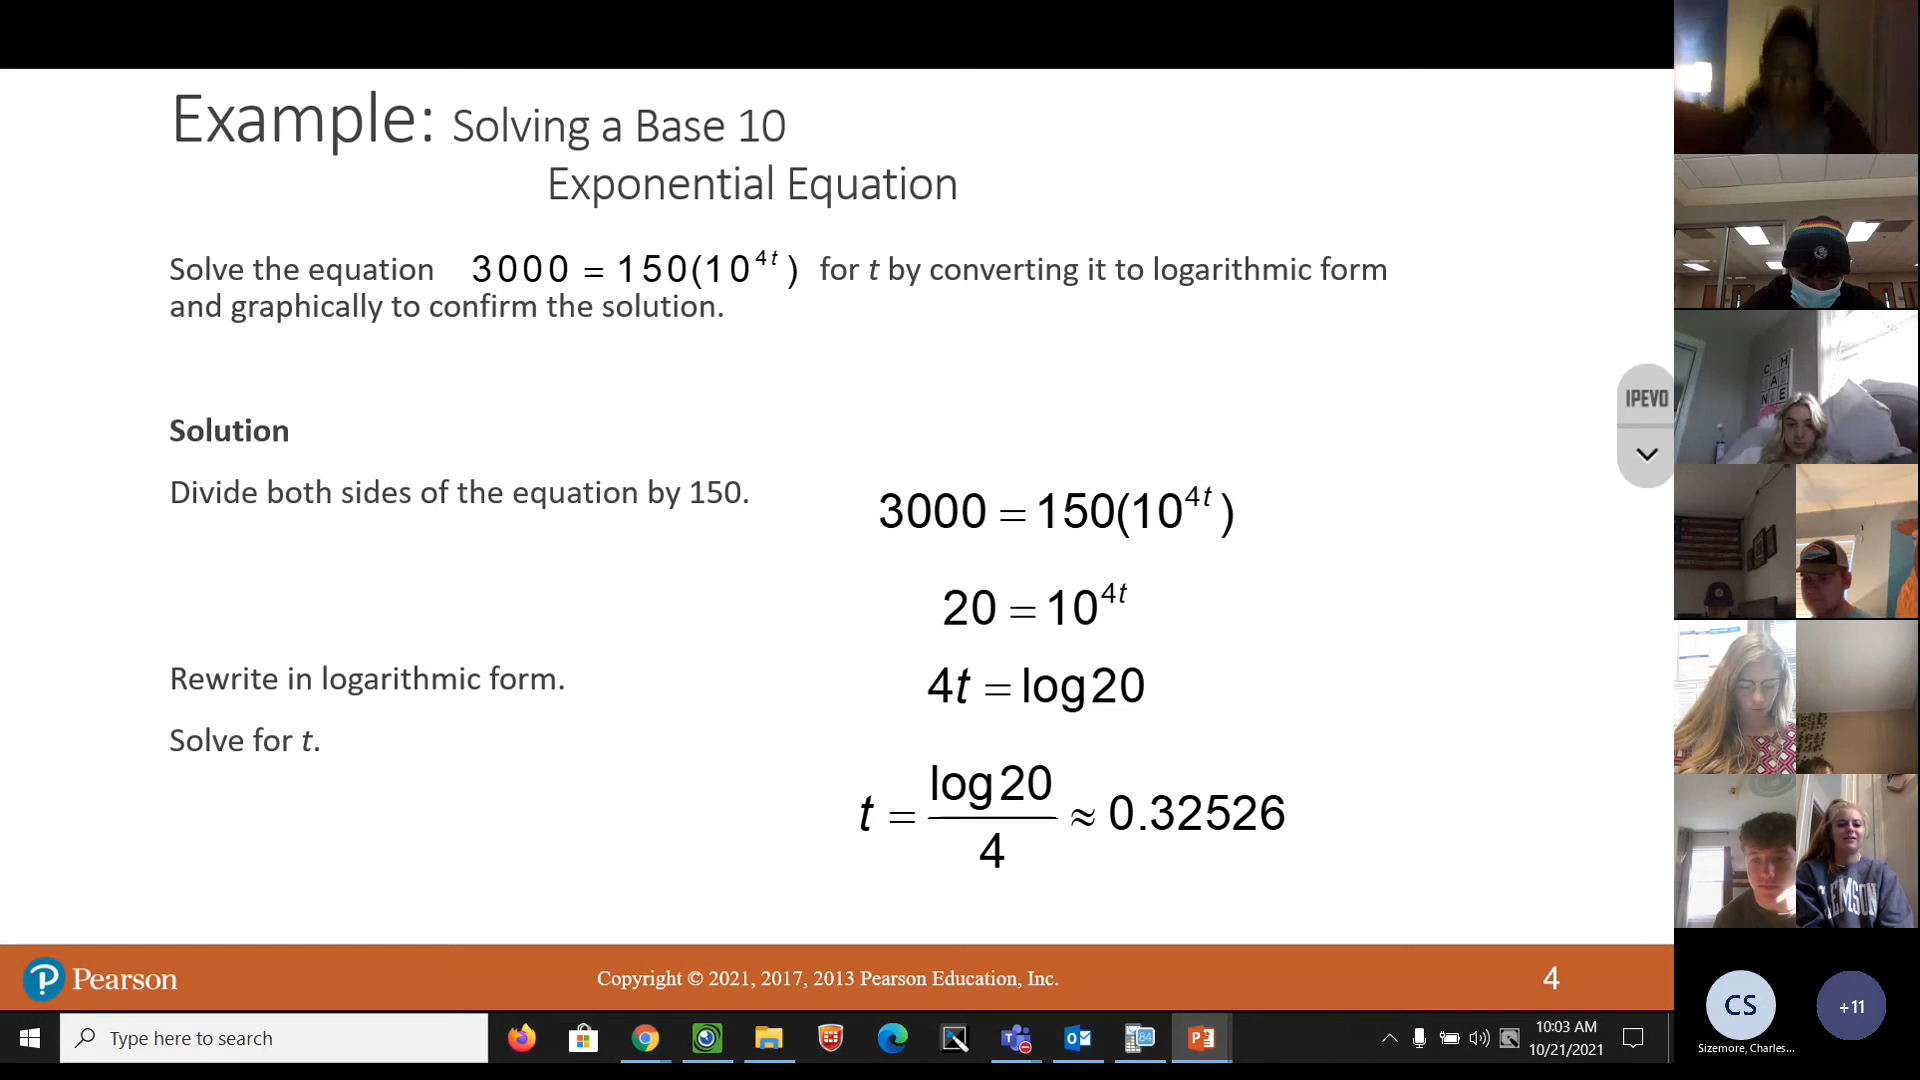 Example: Solving a Base 10
Exponential Equation
Solve the equation 3000 = 150(10^{4t}) for t by converting it to logarithmic form
and graphically to confirm the solution.
Solution
Divide both sides of the equation by 150.
3000 = 150(10^{4t})
20 = 10^{4t}
Rewrite in logarithmic form.
4t = log20
Solve for t.
t = log20/4 ≈ 0.32526
Pearson
Copyright © 2021, 2017, 2013 Pearson Education, Inc.
4
IPEVO
C H
A
N E
CLEMSON
CS
+11
Sizemore, Charles...
Type here to search
84
10:03 AM
10/21/2021